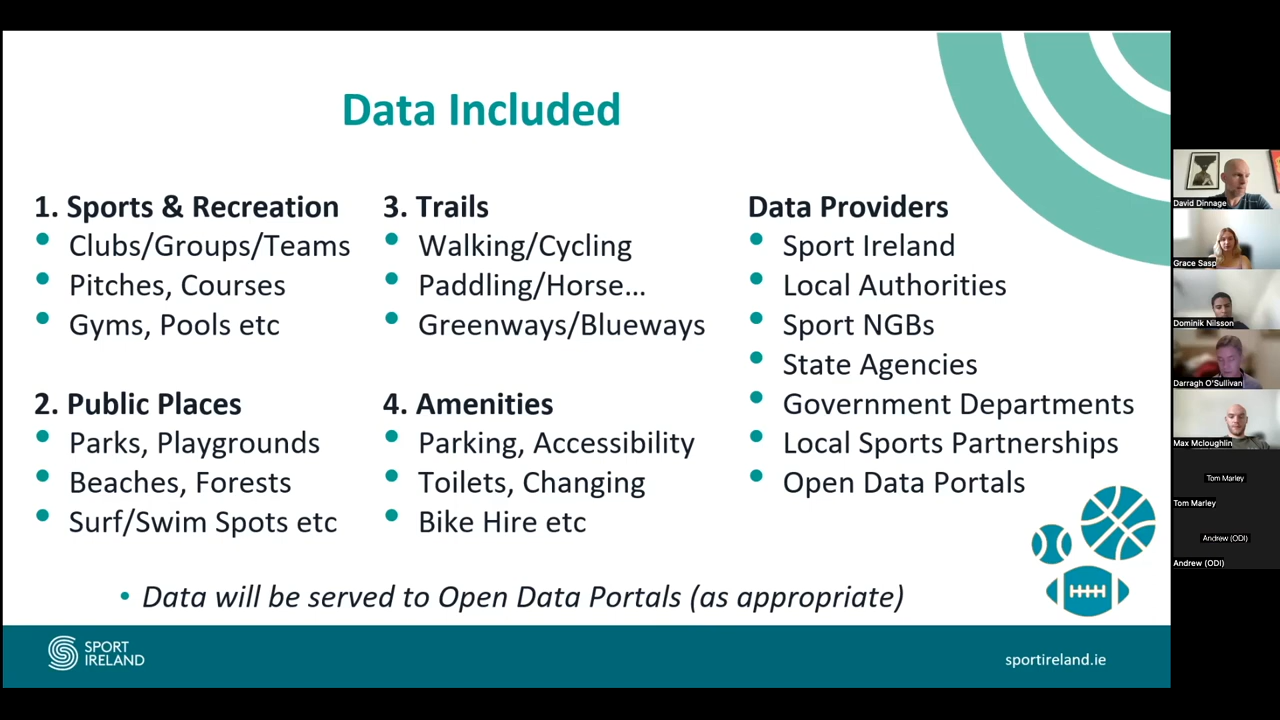 Data Included
1. Sports & Recreation
• Clubs/Groups/Teams
• Pitches, Courses
• Gyms, Pools etc
2. Public Places
• Parks, Playgrounds
• Beaches, Forests
• Surf/Swim Spots etc
3. Trails
• Walking/Cycling
• Paddling/Horse...
• Greenways/Blueways
4. Amenities
• Parking, Accessibility
• Toilets, Changing
• Bike Hire etc
Data Providers
• Sport Ireland
• Local Authorities
• Sport NGBs
• State Agencies
• Government Departments
• Local Sports Partnerships
• Open Data Portals
• Data will be served to Open Data Portals (as appropriate)
SPORT
IRELAND
sportireland.ie
David Dinnage
Grace Sasp
Dominik Nilsson
Darragh O'Sullivan
Max Mcloughlin
Tom Marley
Tom Marley
Andrew (ODI)
Andrew (ODI)